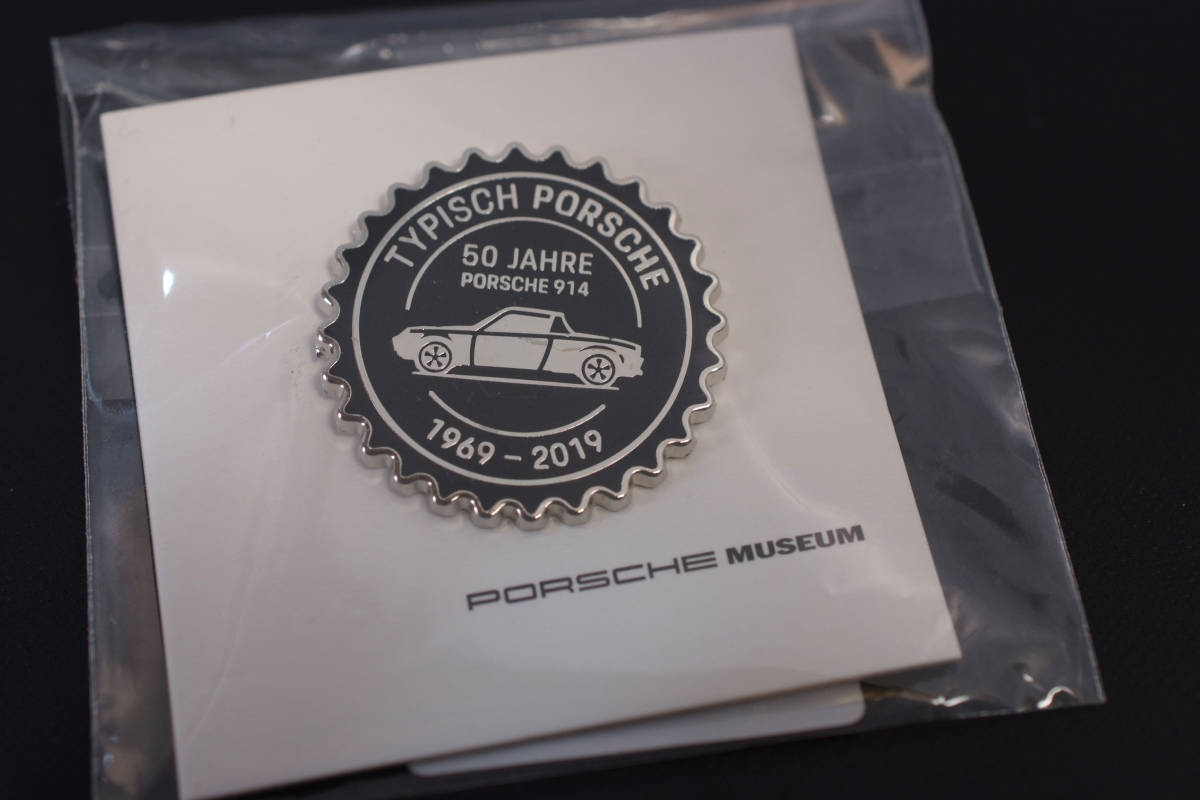 TYPISCH PORSCHE
50 JAHRE
PORSCHE 914
1969 – 2019
PORSCHE MUSEUM